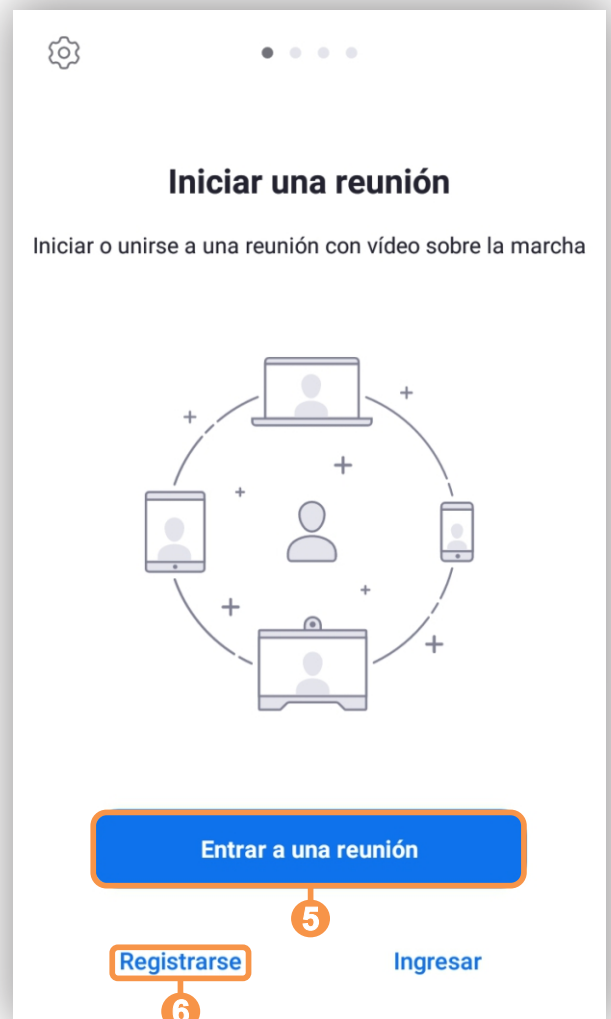 Iniciar una reunión
Iniciar o unirse a una reunión con vídeo sobre la marcha
Entrar a una reunión
5
Registrarse
Ingresar
6